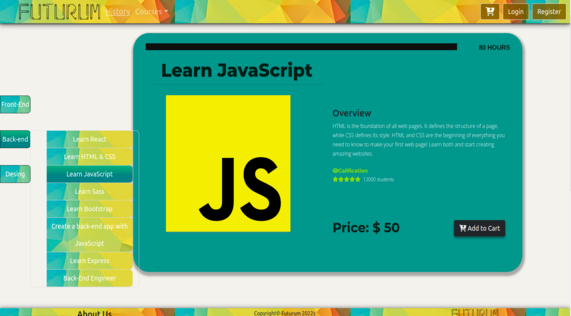 FUTURUM History Courses Login Register
80 HOURS
Learn JavaScript
JS
Overview
HTML is the foundation of all web pages. It defines the structure of a page,
while CSS defines its style. HTML and CSS are the beginning of everything you
need to know to make your first web page! Learn both and start creating
amazing websites.
Calification
12000 students
Price: $ 50
Add to Cart
Front-End
Back-end
Desing
Learn React
Learn HTML & CSS
Learn JavaScript
Learn Sass
Learn Bootstrap
Create a back-end app with
JavaScript
Learn Express
Back-End Engineer
About Us
Copyright© Futurum 2022s
FUTURUM